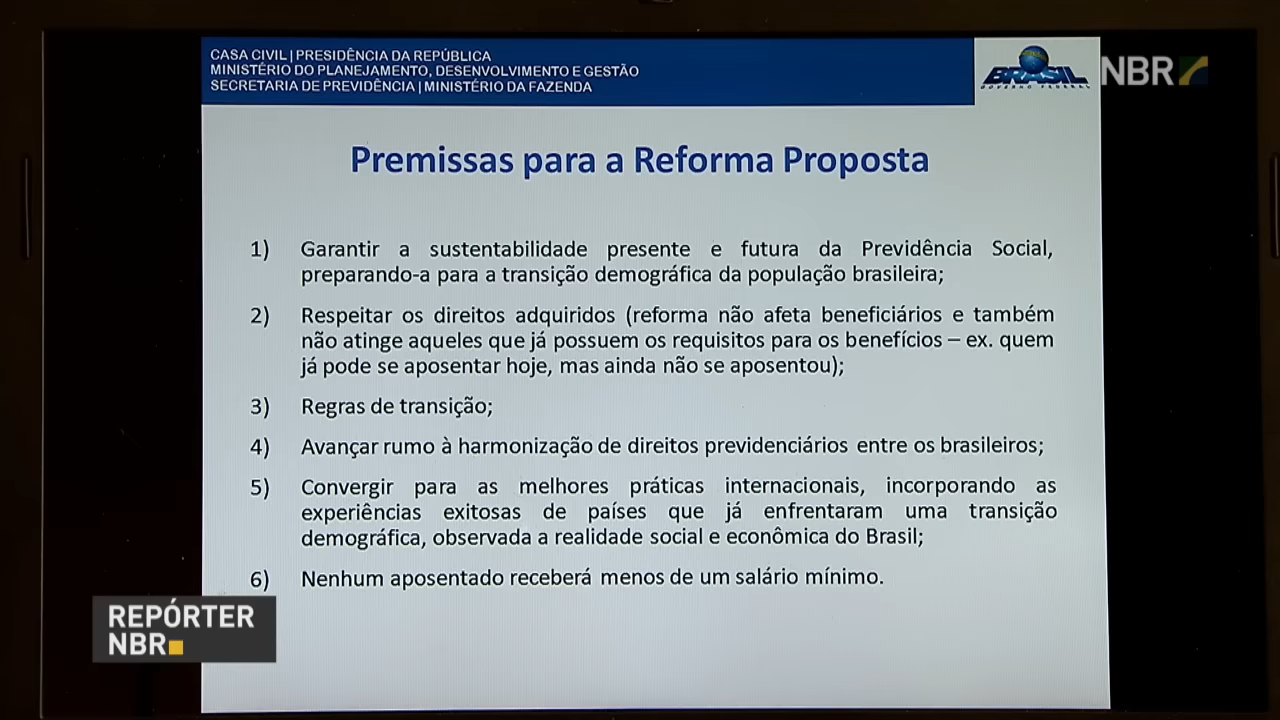 CASA CIVIL | PRESIDÊNCIA DA REPÚBLICA
MINISTÉRIO DO PLANEJAMENTO, DESENVOLVIMENTO E GESTÃO
SECRETARIA DE PREVIDÊNCIA | MINISTÉRIO DA FAZENDA
BRASIL
GOVERNO FEDERAL
NBR
Premissas para a Reforma Proposta
1) Garantir a sustentabilidade presente e futura da Previdência Social,
preparando-a para a transição demográfica da população brasileira;
2) Respeitar os direitos adquiridos (reforma não afeta beneficiários e também
não atinge aqueles que já possuem os requisitos para os benefícios – ex. quem
já pode se aposentar hoje, mas ainda não se aposentou);
3) Regras de transição;
4) Avançar rumo à harmonização de direitos previdenciários entre os brasileiros;
5) Convergir para as melhores práticas internacionais, incorporando as
experiências exitosas de países que já enfrentaram uma transição
demográfica, observada a realidade social e econômica do Brasil;
6) Nenhum aposentado receberá menos de um salário mínimo.
REPÓRTER
NBR